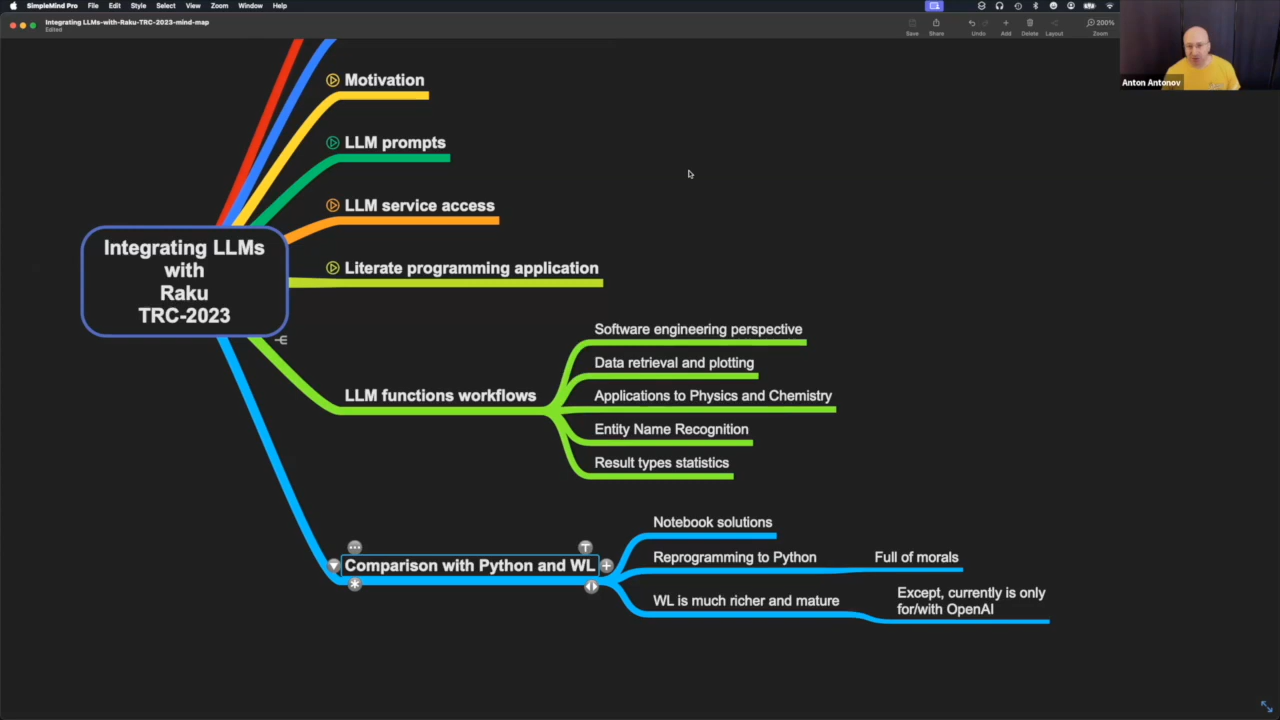 SimpleMind Pro File Edit Style Select View Zoom Window Help
Integrating LLMs-with-Raku-TRC-2023-mind-map
Edited
Save Share Undo Add Delete Layout Zoom
200%
Anton Antonov
Motivation
LLM prompts
LLM service access
Integrating LLMs
with
Raku
TRC-2023
Literate programming application
LLM functions workflows
Software engineering perspective
Data retrieval and plotting
Applications to Physics and Chemistry
Entity Name Recognition
Result types statistics
Comparison with Python and WL
Notebook solutions
Reprogramming to Python
Full of morals
WL is much richer and mature
Except, currently is only
for/with OpenAI